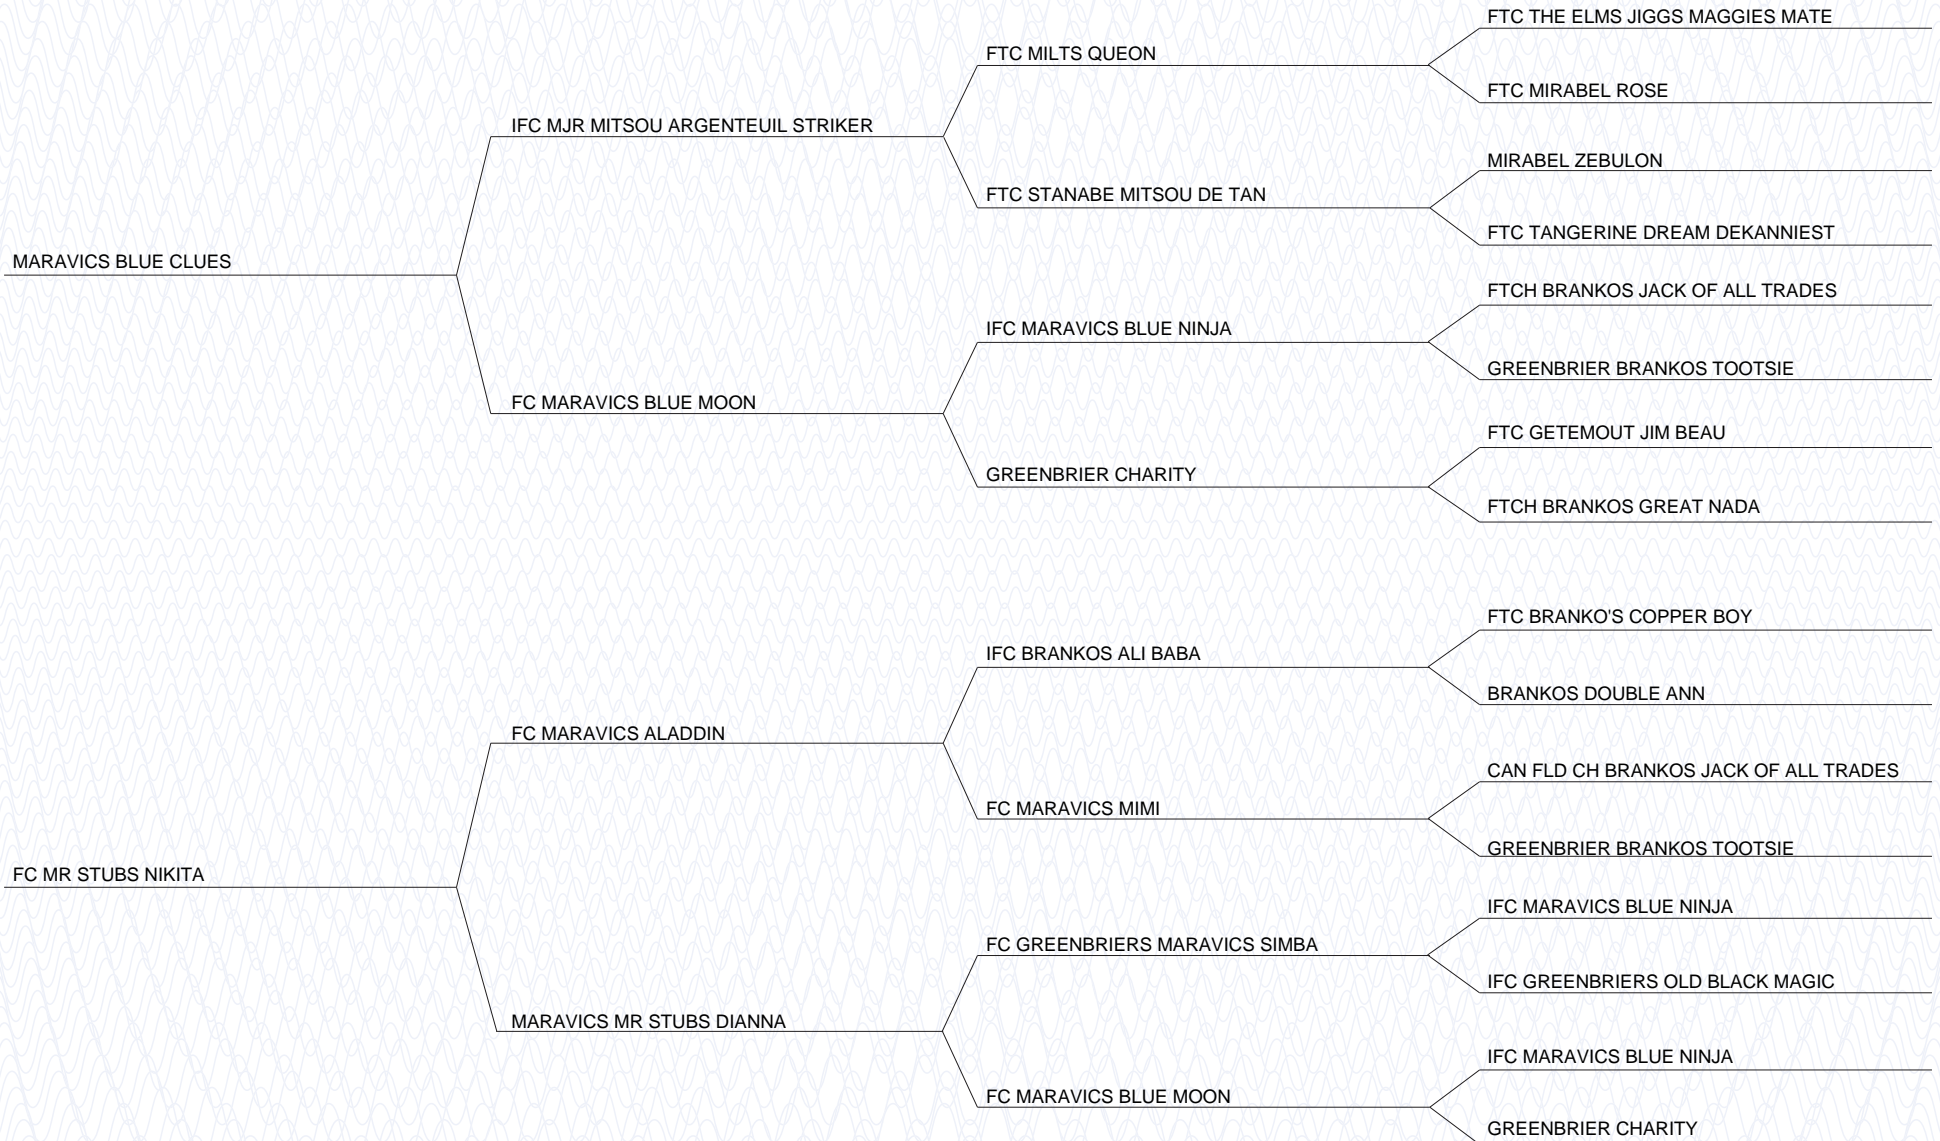 FTC THE ELMS JIGGS MAGGIES MATE
FTC MILTS QUEON
FTC MIRABEL ROSE
IFC MJR MITSOU ARGENTEUIL STRIKER
MIRABEL ZEBULON
FTC STANABE MITSOU DE TAN
FTC TANGERINE DREAM DEKANNIEST
MARAVICS BLUE CLUES
FTCH BRANKOS JACK OF ALL TRADES
IFC MARAVICS BLUE NINJA
GREENBRIER BRANKOS TOOTSIE
FC MARAVICS BLUE MOON
FTC GETEMOUT JIM BEAU
GREENBRIER CHARITY
FTCH BRANKOS GREAT NADA
FTC BRANKO'S COPPER BOY
IFC BRANKOS ALI BABA
BRANKOS DOUBLE ANN
FC MARAVICS ALADDIN
CAN FLD CH BRANKOS JACK OF ALL TRADES
FC MARAVICS MIMI
GREENBRIER BRANKOS TOOTSIE
FC MR STUBS NIKITA
IFC MARAVICS BLUE NINJA
FC GREENBRIERS MARAVICS SIMBA
IFC GREENBRIERS OLD BLACK MAGIC
MARAVICS MR STUBS DIANNA
IFC MARAVICS BLUE NINJA
FC MARAVICS BLUE MOON
GREENBRIER CHARITY